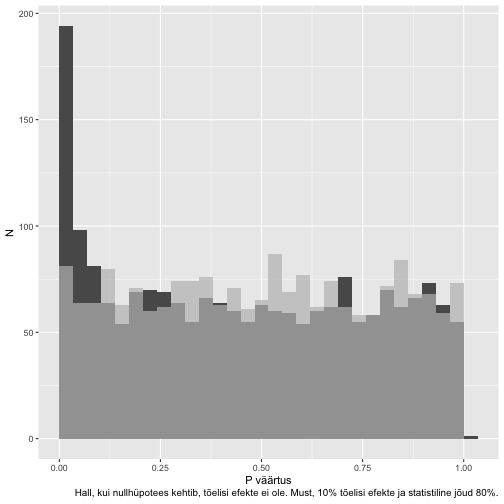 200
150
100
50
0
N
0.00 0.25 0.50 0.75 1.00
P väärtus
Hall, kui nullhüpotees kehtib, tõelisi efekte ei ole. Must, 10% tõelisi efekte ja statistiline jõud 80%.